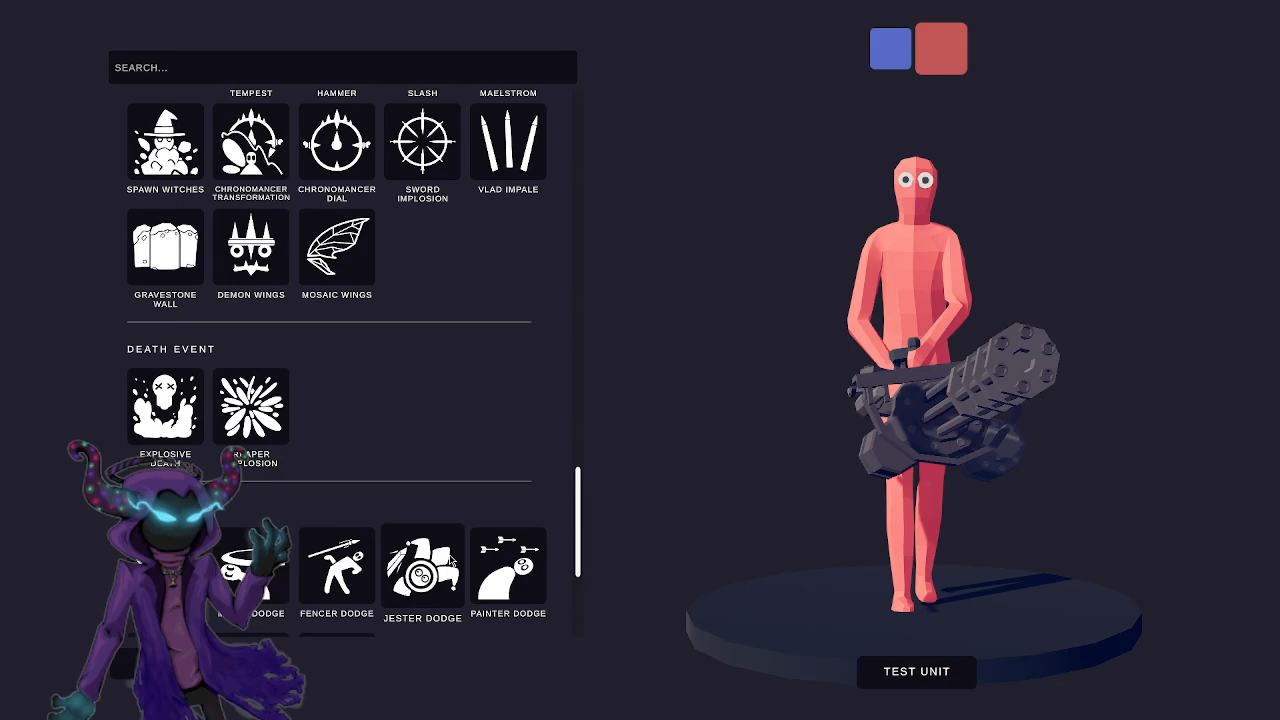 SEARCH...
TEMPEST HAMMER SLASH MAELSTROM
SPAWN WITCHES CHRONOMANCER TRANSFORMATION CHRONOMANCER DIAL SWORD IMPLOSION VLAD IMPALE
GRAVESTONE WALL DEMON WINGS MOSAIC WINGS
DEATH EVENT
EXPLOSIVE DEATH
DODGE FENCER DODGE JESTER DODGE PAINTER DODGE
TEST UNIT